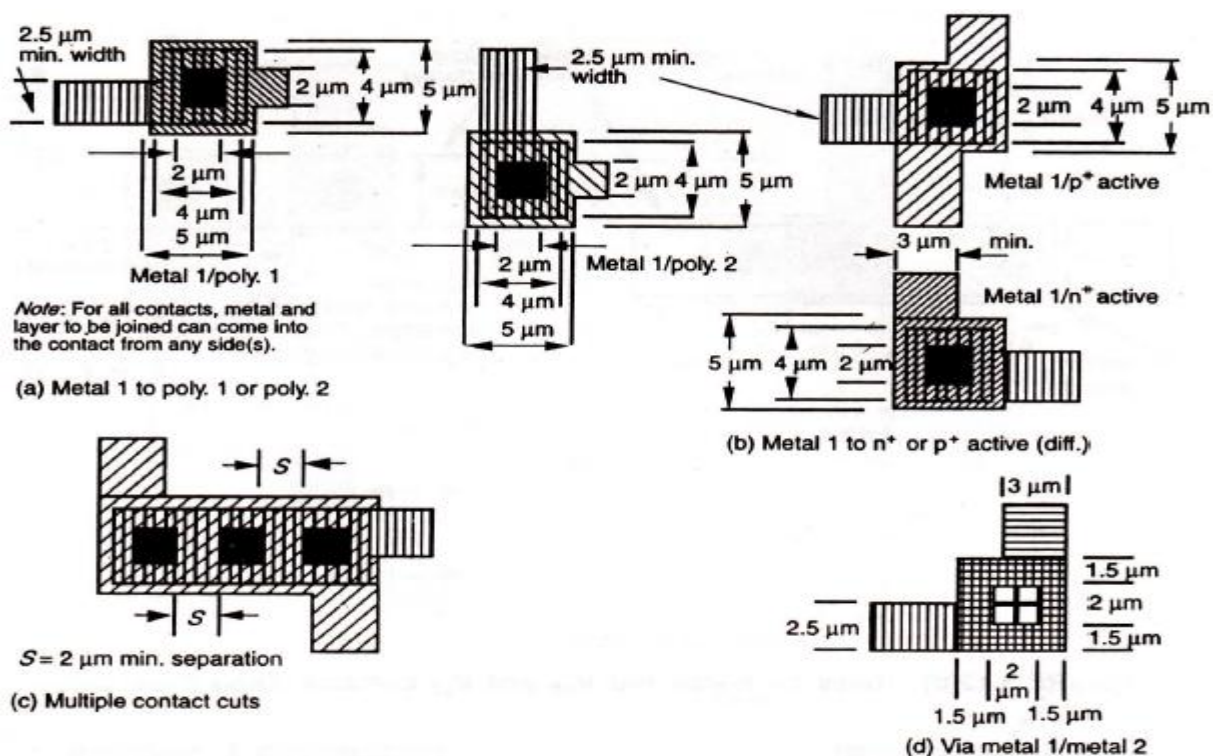 2.5 µm
min. width
2 µm
4 µm
5 µm
2 µm
4 µm
5 µm
Metal 1/poly. 1
Note: For all contacts, metal and
layer to be joined can come into
the contact from any side(s).
2.5 µm min.
width
2 µm
4 µm
5 µm
2 µm
4 µm
5 µm
Metal 1/poly. 2
(a) Metal 1 to poly. 1 or poly. 2
2 µm
4 µm
5 µm
Metal 1/p+ active
3 µm
min.
Metal 1/n+ active
5 µm
4 µm
2 µm
(b) Metal 1 to n+ or p+ active (diff.)
S
S
S = 2 µm min. separation
(c) Multiple contact cuts
3 µm
1.5 µm
2 µm
1.5 µm
2.5 µm
2
µm
1.5 µm
1.5 µm
(d) Via metal 1/metal 2